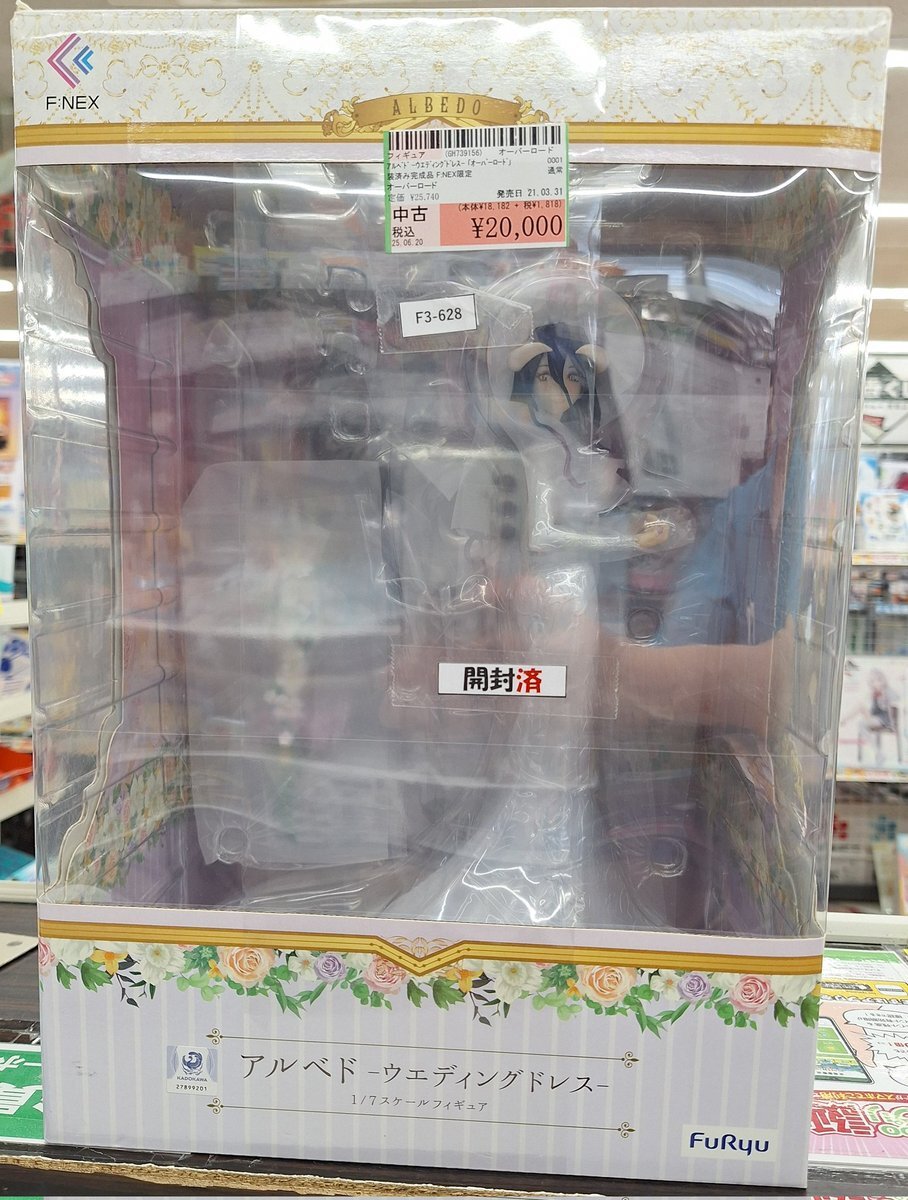 F:NEX
ALBEDO
フィギュア (GH739156) オーバーロード
アルベド -ウエディングドレス- 「オーバーロード」 0001
装済み完成品 F:NEX限定 通常
オーバーロード
定価 ¥25,740 発売日 21.03.31
中古 (本体¥18,182 + 税¥1,818)
税込 ¥20,000
25.06.20
F3-628
開封済
アルベド -ウエディングドレス-
KADOKAWA
27899201
1/7スケールフィギュア
FuRyu